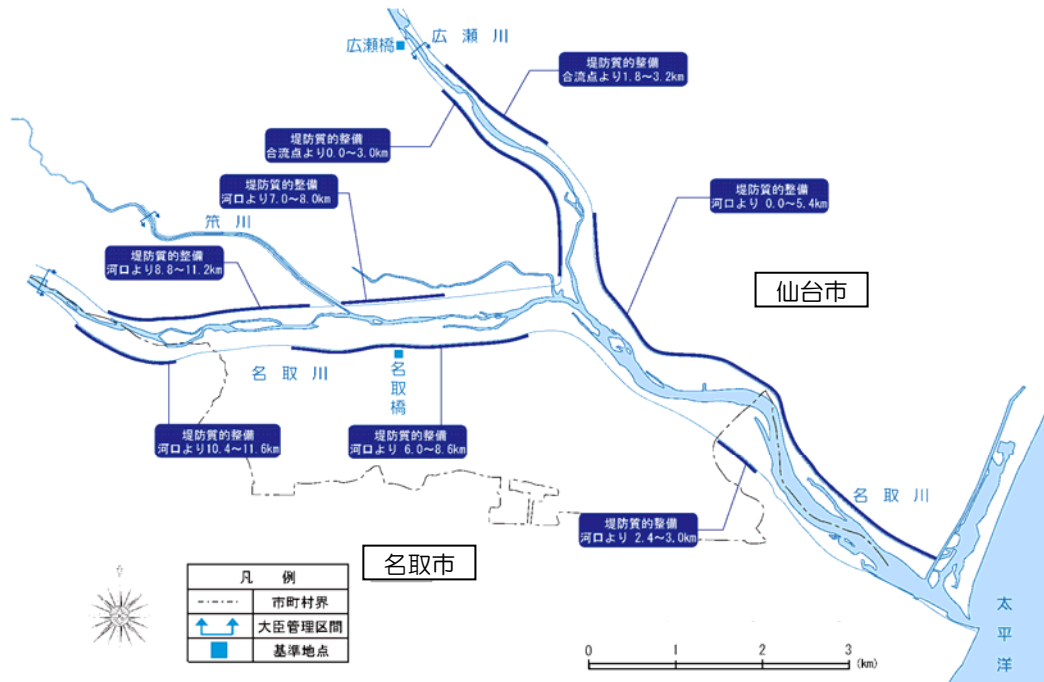 広瀬川
広瀬橋
堤防質的整備
合流点より1.8～3.2km
堤防質的整備
合流点より0.0～3.0km
堤防質的整備
河口より7.0～8.0km
堤防質的整備
河口より 0.0～5.4km
笊川
堤防質的整備
河口より8.8～11.2km
仙台市
名取川
名取橋
堤防質的整備
河口より10.4～11.6km
堤防質的整備
河口より 6.0～8.6km
名取川
堤防質的整備
河口より 2.4～3.0km
名取市
凡例
市町村界
大臣管理区間
基準地点
0 1 2 3 (km)
太平洋